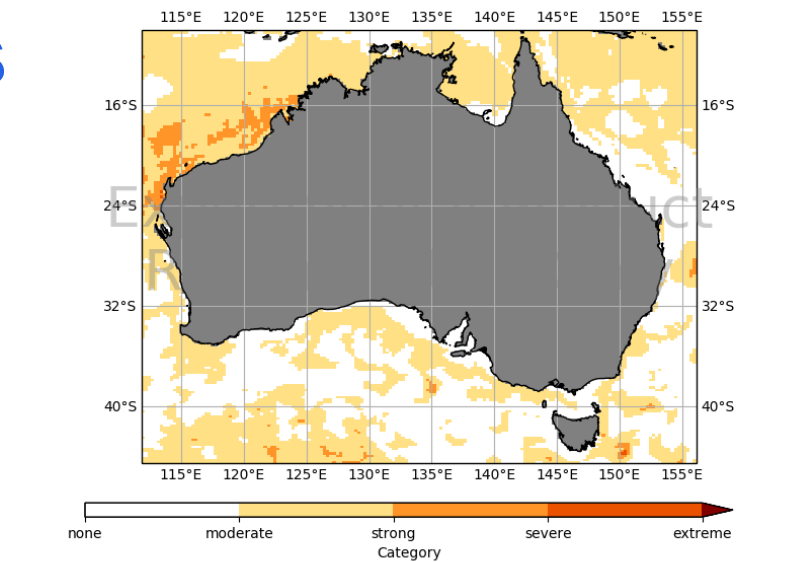 115°E 120°E 125°E 130°E 135°E 140°E 145°E 150°E 155°E
16°S 16°S
24°S 24°S
32°S 32°S
40°S 40°S
115°E 120°E 125°E 130°E 135°E 140°E 145°E 150°E 155°E
none moderate strong severe extreme
Category